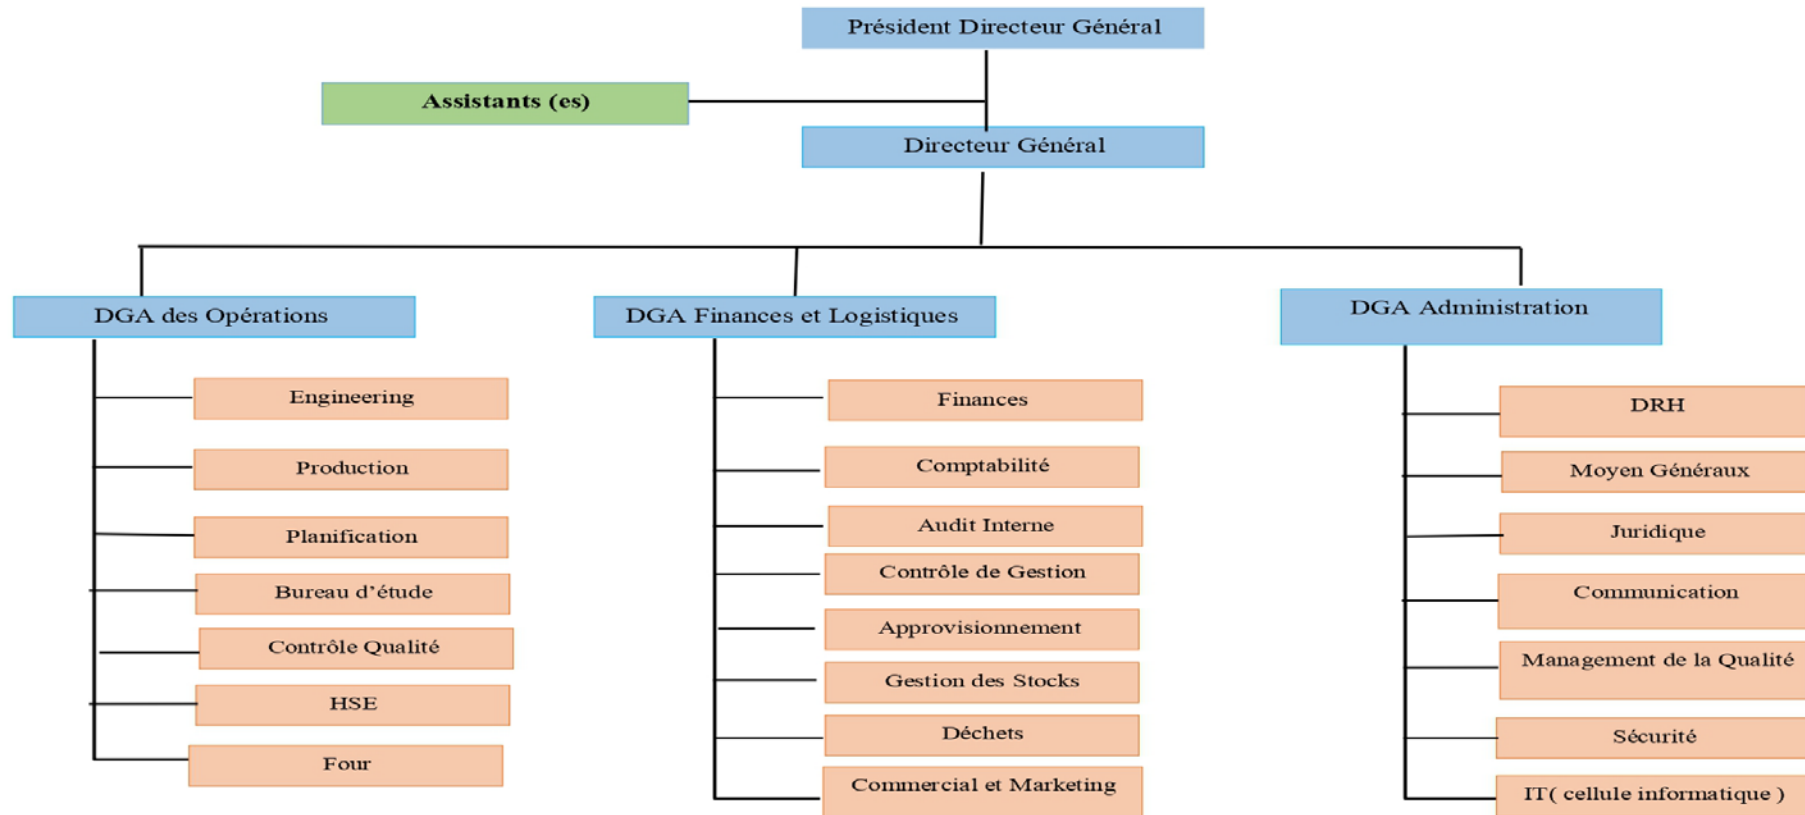 Président Directeur Général
Assistants (es)
Directeur Général
DGA des Opérations
Engineering
Production
Planification
Bureau d'étude
Contrôle Qualité
HSE
Four
DGA Finances et Logistiques
Finances
Comptabilité
Audit Interne
Contrôle de Gestion
Approvisionnement
Gestion des Stocks
Déchets
Commercial et Marketing
DGA Administration
DRH
Moyen Généraux
Juridique
Communication
Management de la Qualité
Sécurité
IT( cellule informatique )